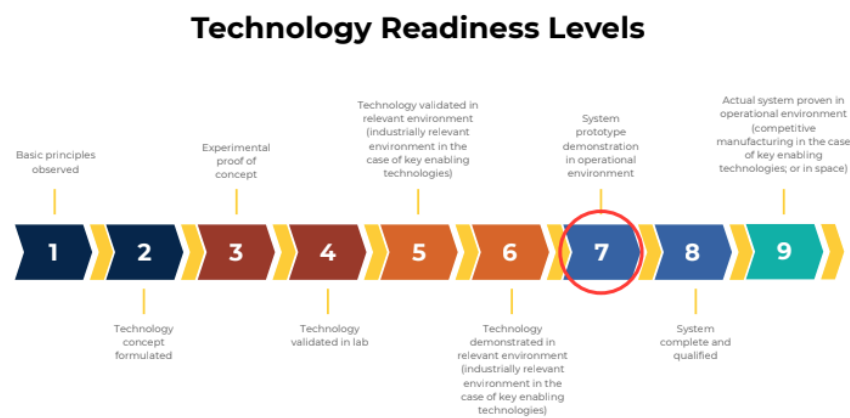 Technology Readiness Levels
Basic principles
observed
Experimental
proof of
concept
Technology validated in
relevant environment
(industrially relevant
environment in the
case of key enabling
technologies)
System
prototype
demonstration
in operational
environment
Actual system proven in
operational environment
(competitive
manufacturing in the case
of key enabling
technologies; or in space)
1 2 3 4 5 6 7 8 9
Technology
concept
formulated
Technology
validated in lab
Technology
demonstrated in
relevant environment
(industrially relevant
environment in the
case of key enabling
technologies)
System
complete and
qualified